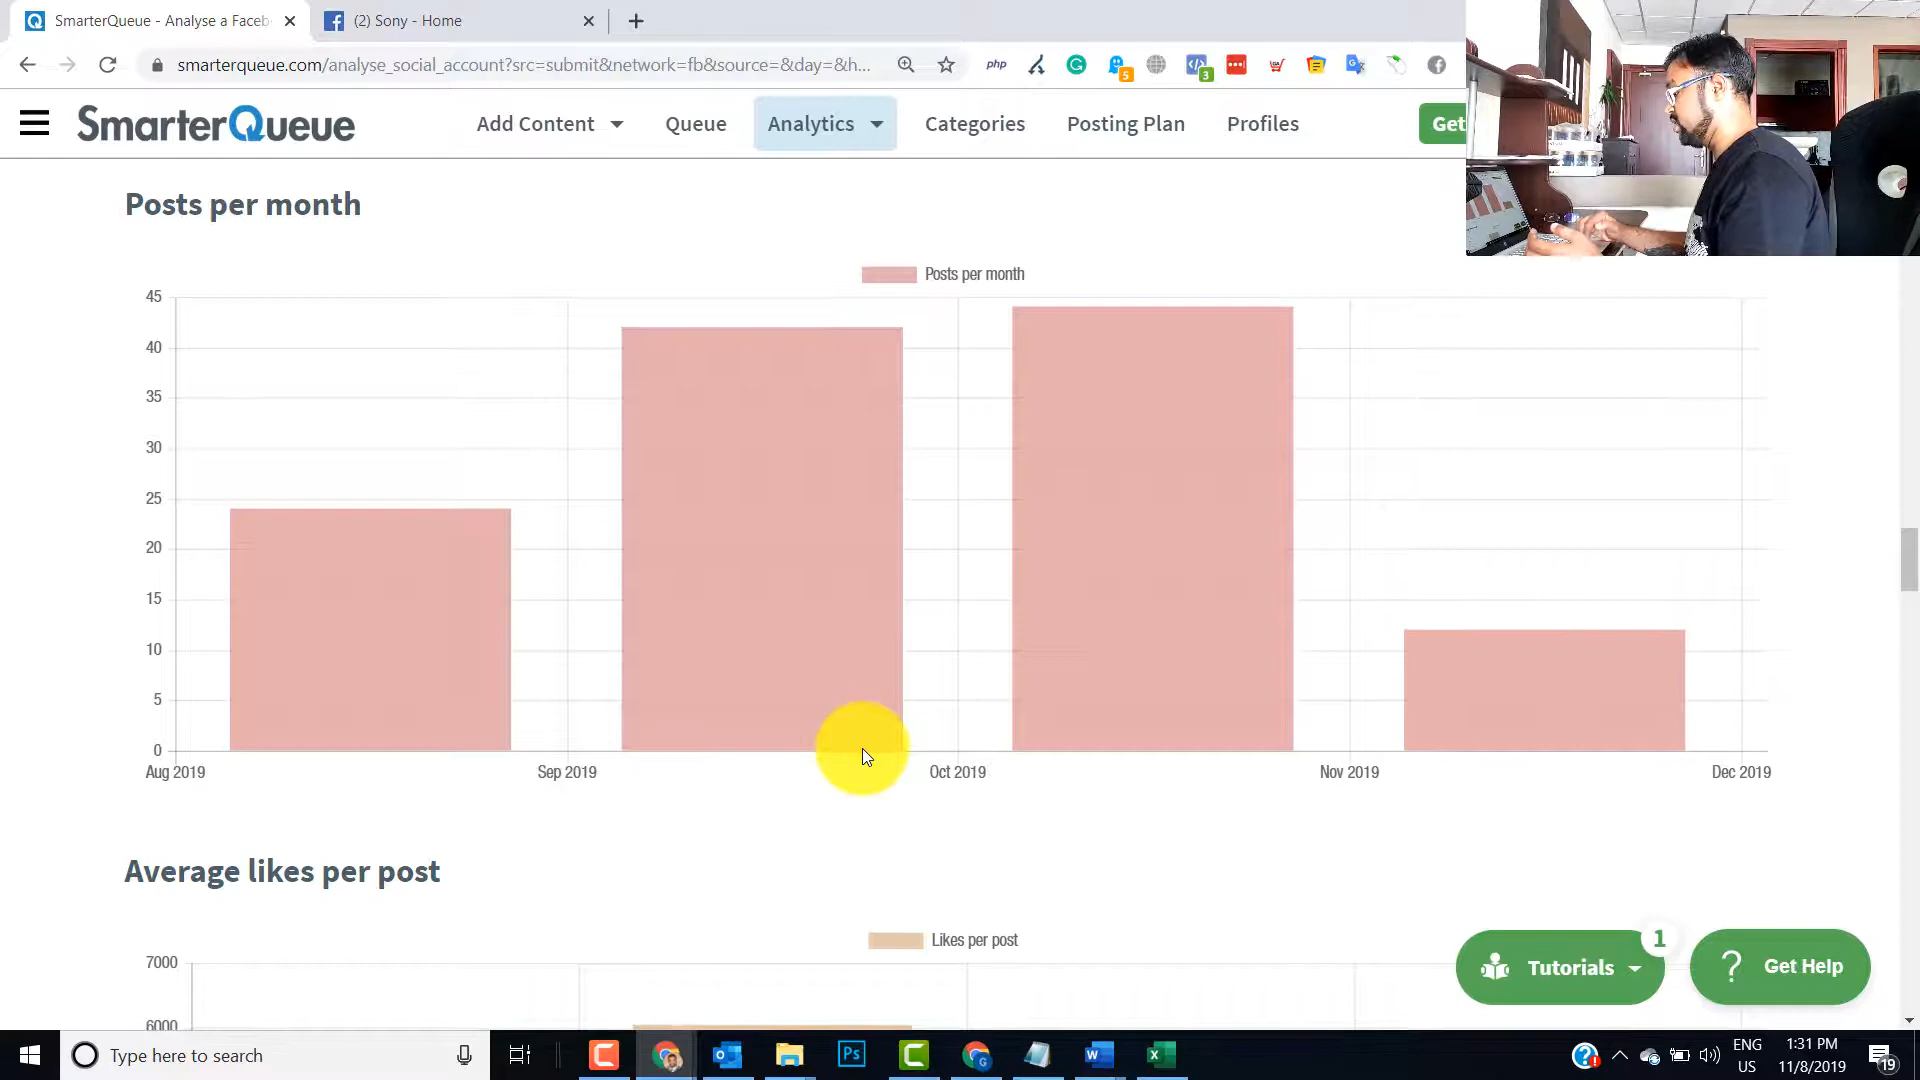 SmarterQueue - Analyse a Faceb
(2) Sony - Home
smarterqueue.com/analyse_social_account?src=submit&network=fb&source=&day=&h...
php
5
3
SmarterQueue
Add Content
Queue
Analytics
Categories
Posting Plan
Profiles
Get
Posts per month
Posts per month
45
40
35
30
25
20
15
10
5
0
Aug 2019
Sep 2019
Oct 2019
Nov 2019
Dec 2019
Average likes per post
Likes per post
7000
6000
1
Tutorials
? Get Help
Type here to search
Ps
ENG
US
1:31 PM
11/8/2019
19